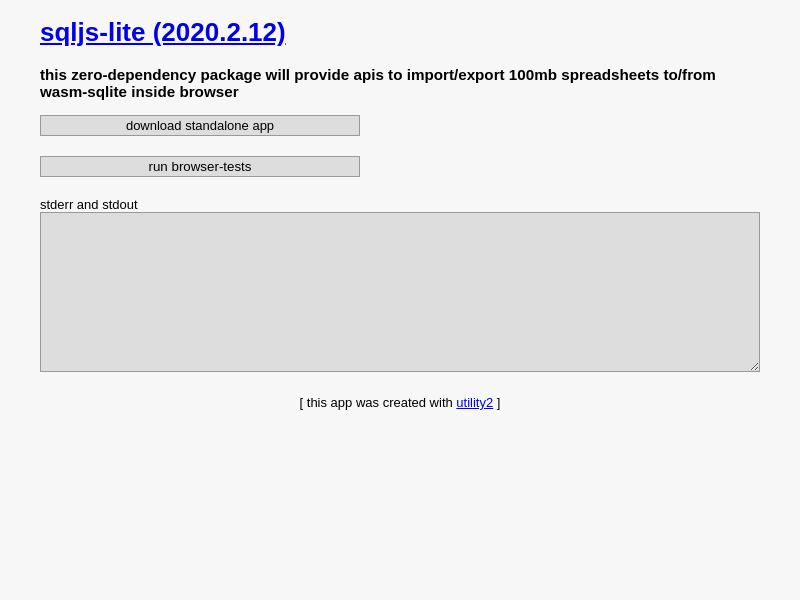 sqljs-lite (2020.2.12)
this zero-dependency package will provide apis to import/export 100mb spreadsheets to/from
wasm-sqlite inside browser
download standalone app
run browser-tests
stderr and stdout
[ this app was created with utility2 ]